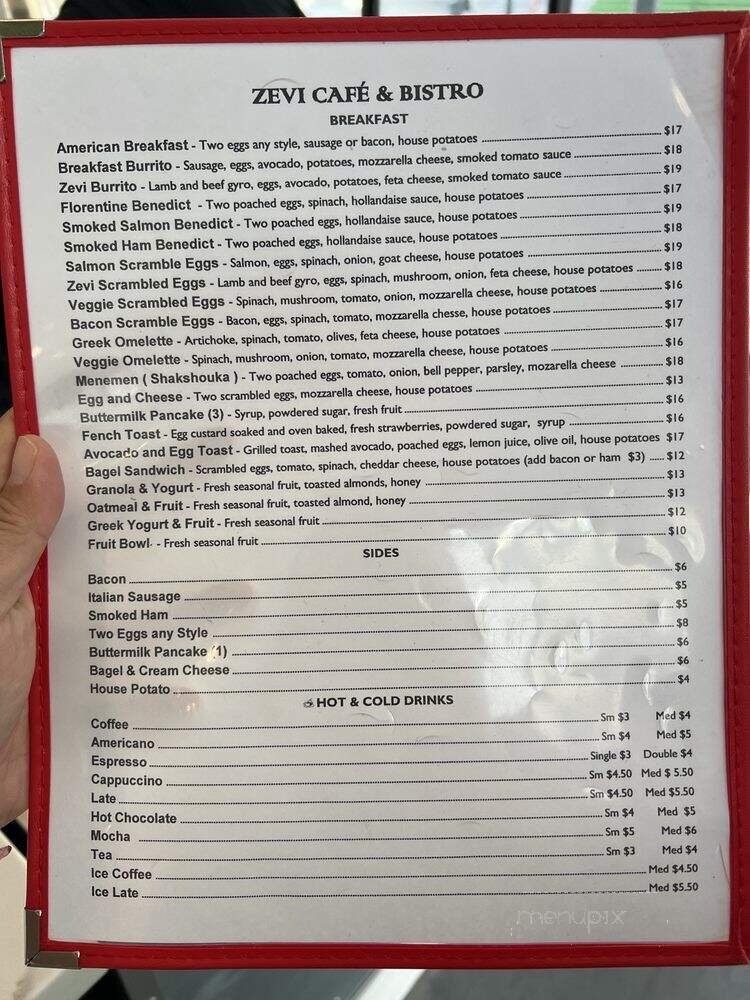 ZEVI CAFÉ & BISTRO
BREAKFAST
American Breakfast - Two eggs any style, sausage or bacon, house potatoes $17
Breakfast Burrito - Sausage, eggs, avocado, potatoes, mozzarella cheese, smoked tomato sauce $18
Zevi Burrito - Lamb and beef gyro, eggs, avocado, potatoes, feta cheese, smoked tomato sauce $19
Florentine Benedict - Two poached eggs, spinach, hollandaise sauce, house potatoes $17
Smoked Salmon Benedict - Two poached eggs, hollandaise sauce, house potatoes $19
Smoked Ham Benedict - Two poached eggs, hollandaise sauce, house potatoes $18
Salmon Scramble Eggs - Salmon, eggs, spinach, onion, goat cheese, house potatoes $19
Zevi Scrambled Eggs - Lamb and beef gyro, eggs, spinach, mushroom, onion, feta cheese, house potatoes $18
Veggie Scrambled Eggs - Spinach, mushroom, tomato, onion, mozzarella cheese, house potatoes $16
Bacon Scramble Eggs - Bacon, eggs, spinach, tomato, mozzarella chesse, house potatoes $17
Greek Omelette - Artichoke, spinach, tomato, olives, feta cheese, house potatoes $17
Veggie Omelette - Spinach, mushroom, onion, tomato, mozzarella cheese, house potatoes $16
Menemen ( Shakshouka ) - Two poached eggs, tomato, onion, bell pepper, parsley, mozarella cheese $18
Egg and Cheese - Two scrambled eggs, mozzarella cheese, house potatoes $13
Buttermilk Pancake (3) - Syrup, powdered sugar, fresh fruit $16
Fench Toast - Egg custard soaked and oven baked, fresh strawberries, powdered sugar, syrup $16
Avocado and Egg Toast - Grilled toast, mashed avocado, poached eggs, lemon juice, olive oil, house potatoes $17
Bagel Sandwich - Scrambled eggs, tomato, spinach, cheddar cheese, house potatoes (add bacon or ham $3) $12
Granola & Yogurt - Fresh seasonal fruit, toasted almonds, honey $13
Oatmeal & Fruit - Fresh seasonal fruit, toasted almond, honey $13
Greek Yogurt & Fruit - Fresh seasonal fruit $12
Fruit Bowl - Fresh seasonal fruit $10
SIDES
Bacon $6
Italian Sausage $5
Smoked Ham $5
Two Eggs any Style $8
Buttermilk Pancake (1) $6
Bagel & Cream Cheese $6
House Potato $4
HOT & COLD DRINKS
Coffee Sm $3 Med $4
Americano Sm $4 Med $5
Espresso Single $3 Double $4
Cappuccino Sm $4.50 Med $ 5.50
Late Sm $4.50 Med $5.50
Hot Chocolate Sm $4 Med $5
Mocha Sm $5 Med $6
Tea Sm $3 Med $4
Ice Coffee Med $4.50
Ice Late Med $5.50
menupix